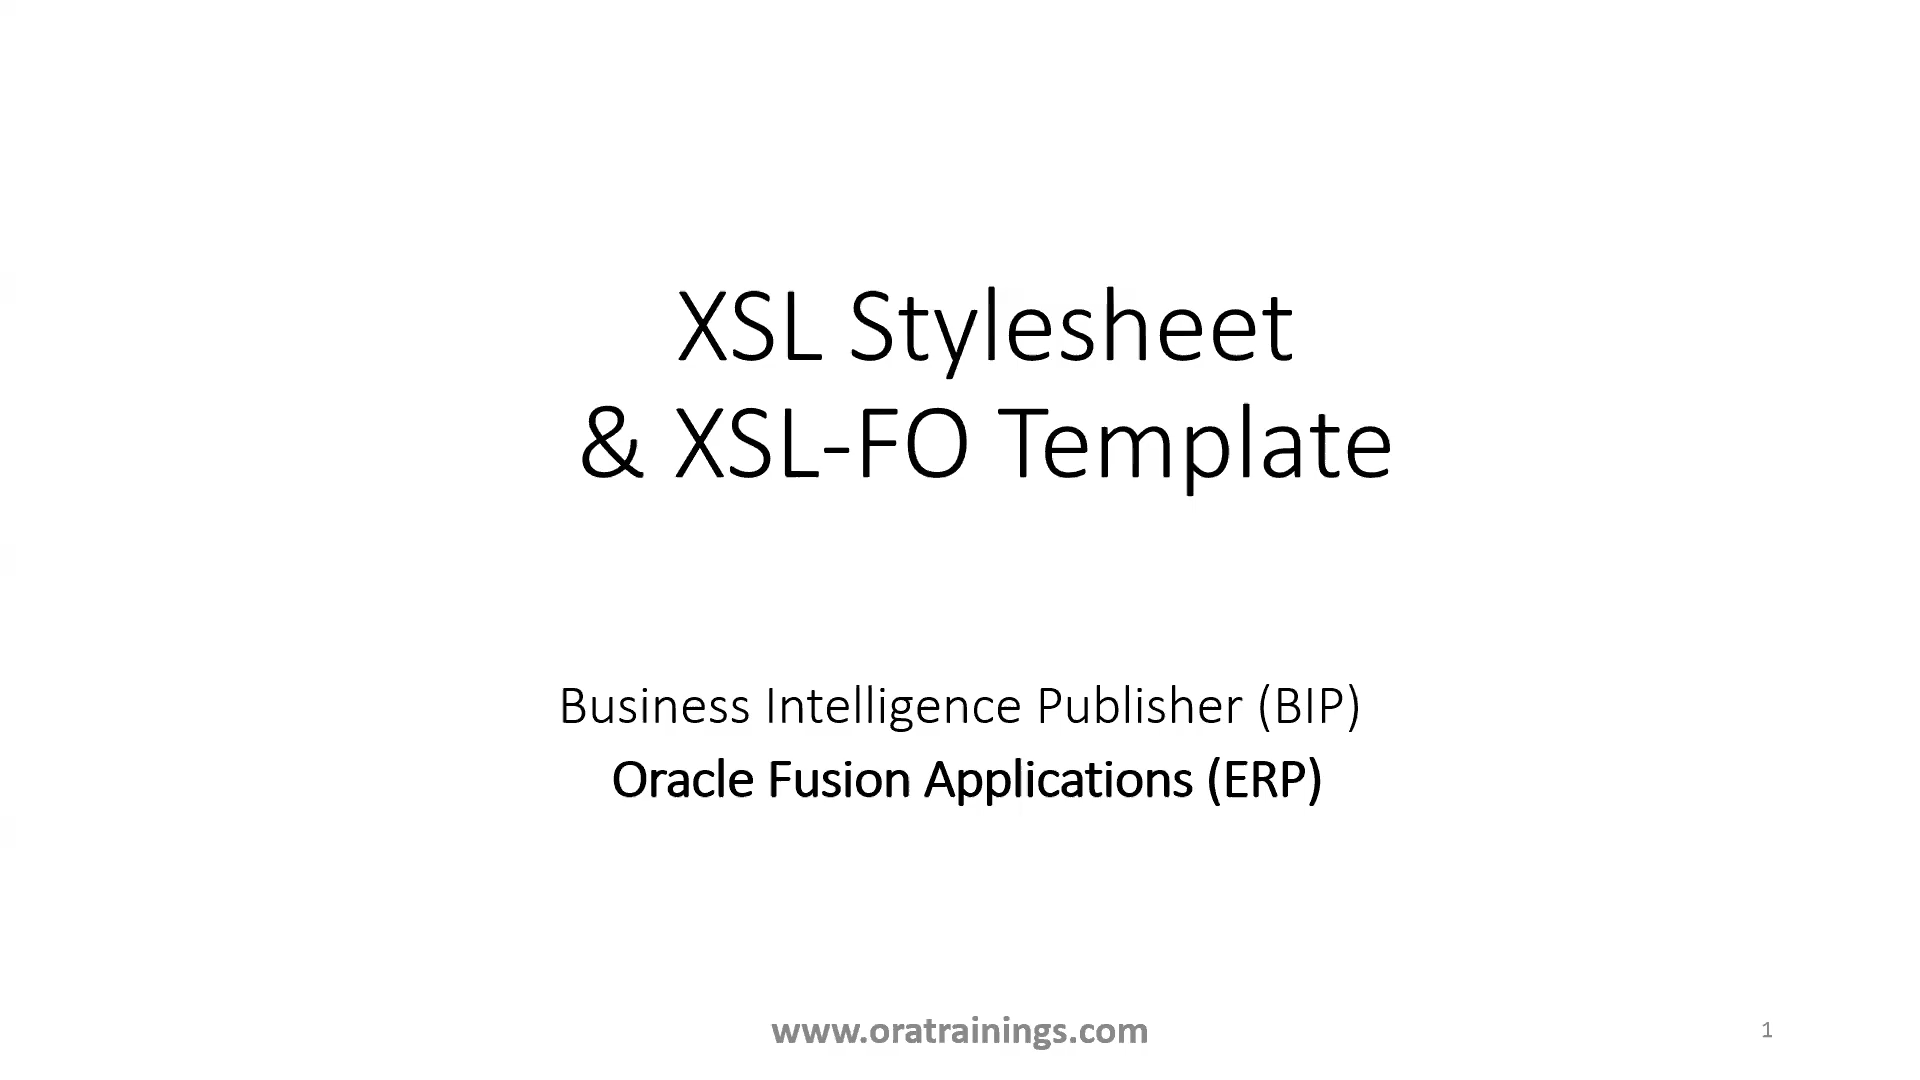 XSL Stylesheet
& XSL-FO Template
Business Intelligence Publisher (BIP)
Oracle Fusion Applications (ERP)
www.oratrainings.com
1